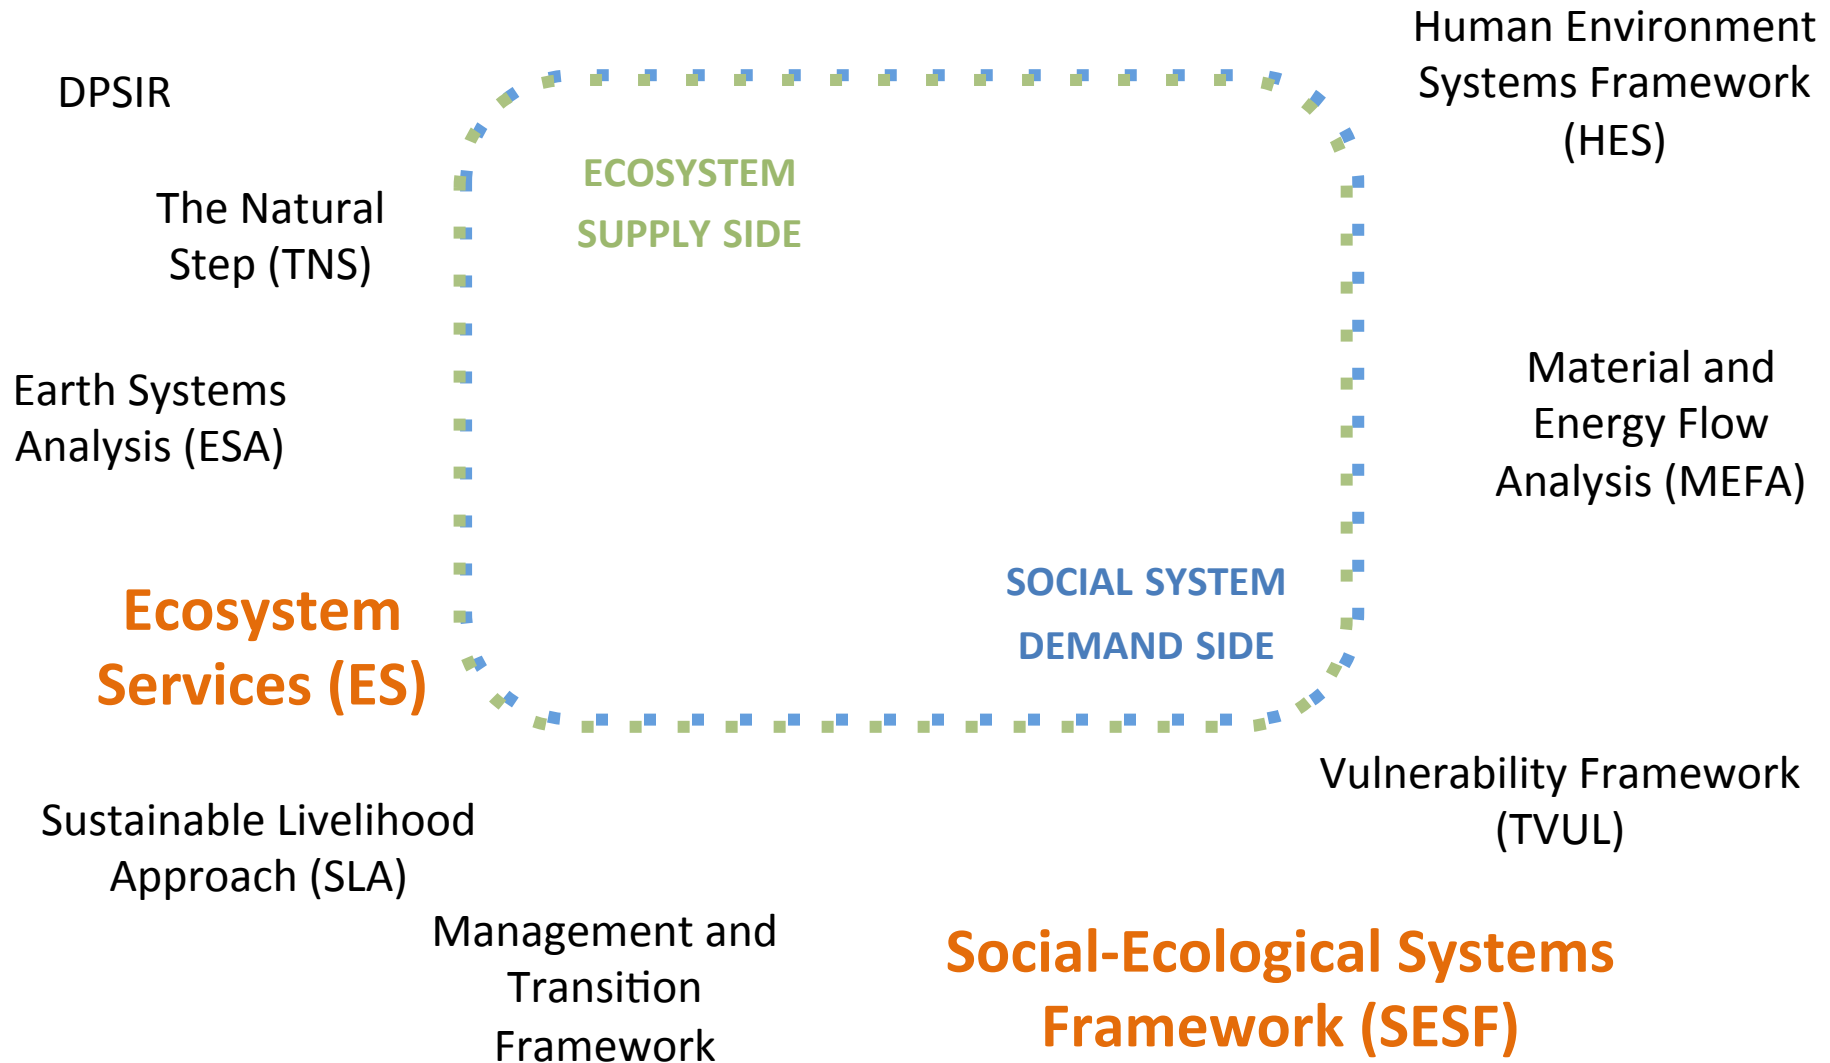 DPSIR
Human Environment
Systems Framework
(HES)
The Natural
Step (TNS)
ECOSYSTEM
SUPPLY SIDE
Earth Systems
Analysis (ESA)
Material and
Energy Flow
Analysis (MEFA)
Ecosystem
Services (ES)
SOCIAL SYSTEM
DEMAND SIDE
Sustainable Livelihood
Approach (SLA)
Vulnerability Framework
(TVUL)
Management and
Transition
Framework
Social-Ecological Systems
Framework (SESF)